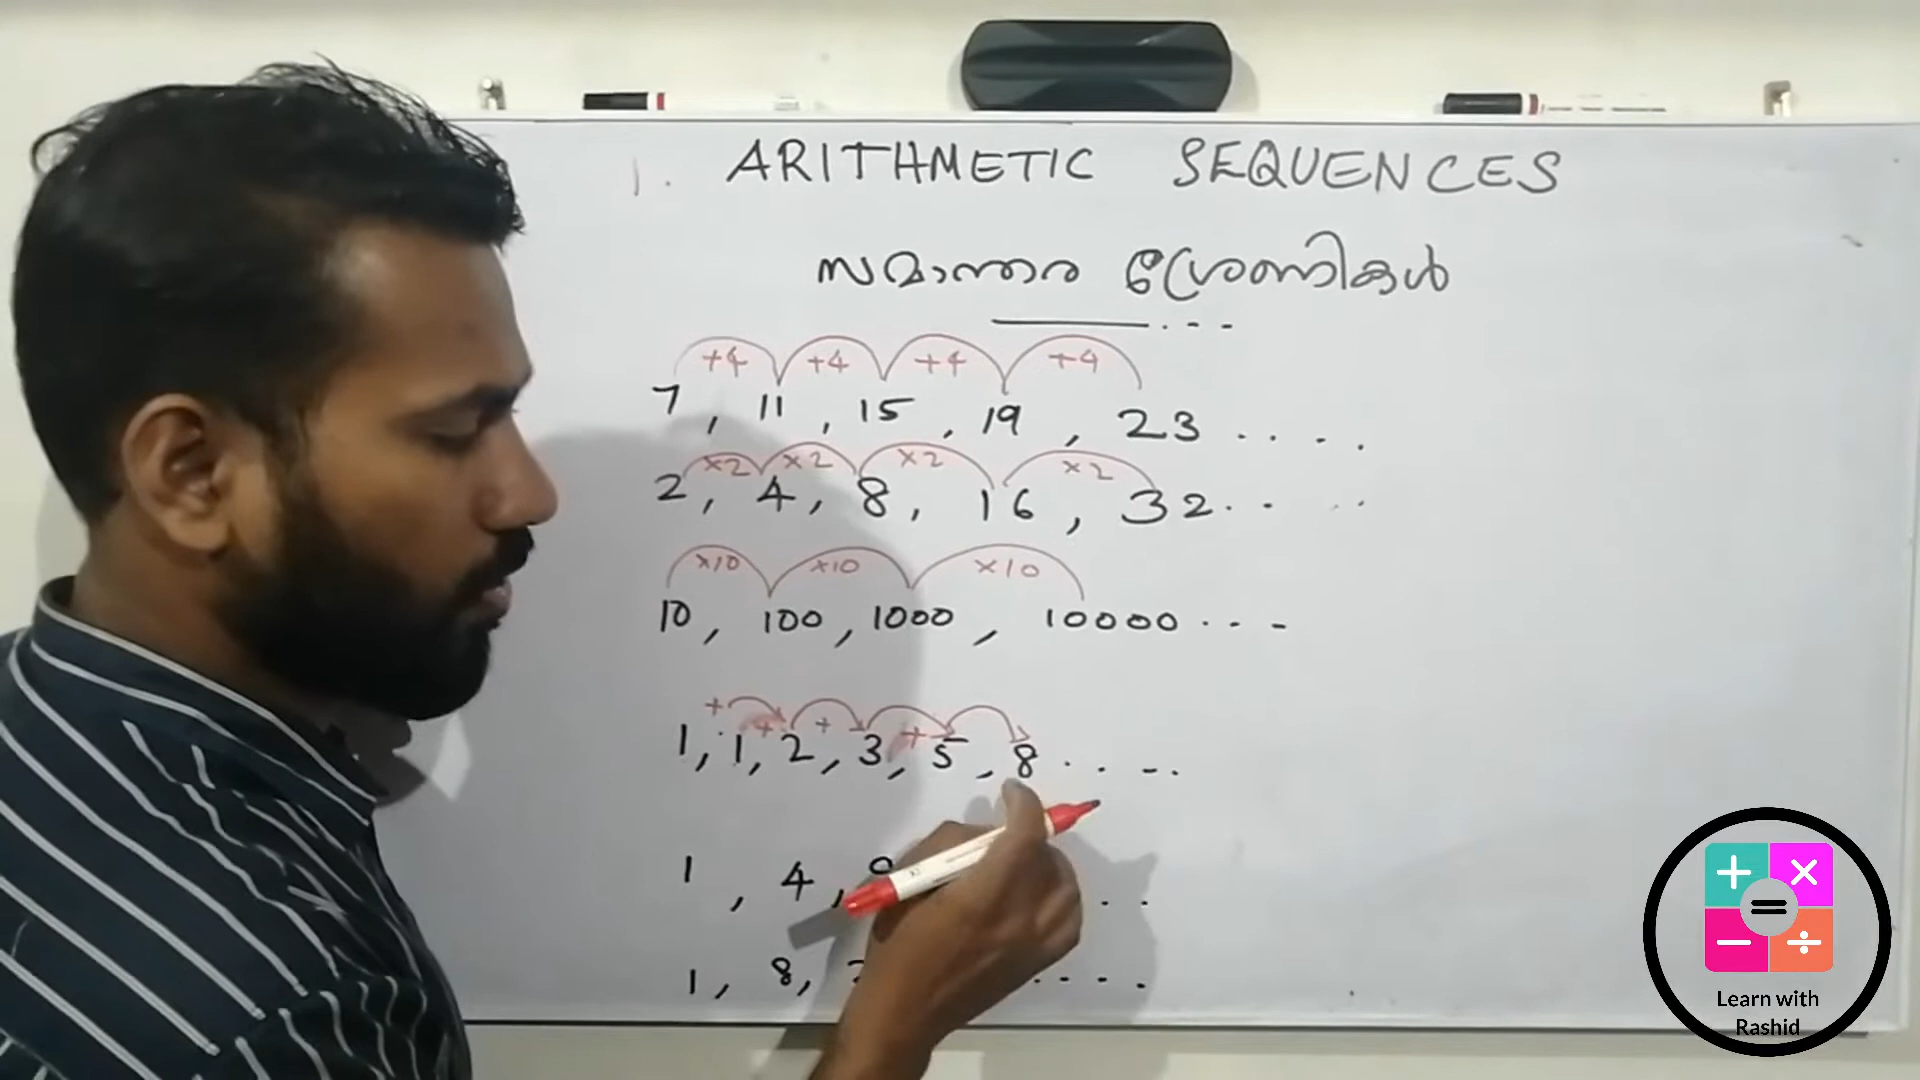 1. ARITHMETIC SEQUENCES
സമാന്തര ശ്രേണികൾ
+4 +4 +4 +4
7, 11, 15, 19, 23 ....
×2 ×2 ×2 ×2
2, 4, 8, 16, 32 ....
×10 ×10 ×10
10, 100, 1000, 10000 ...
+ + + +
1, 1, 2, 3, 5, 8 ....
1, 4,
1, 8,
+ ×
=
− ÷
Learn with
Rashid